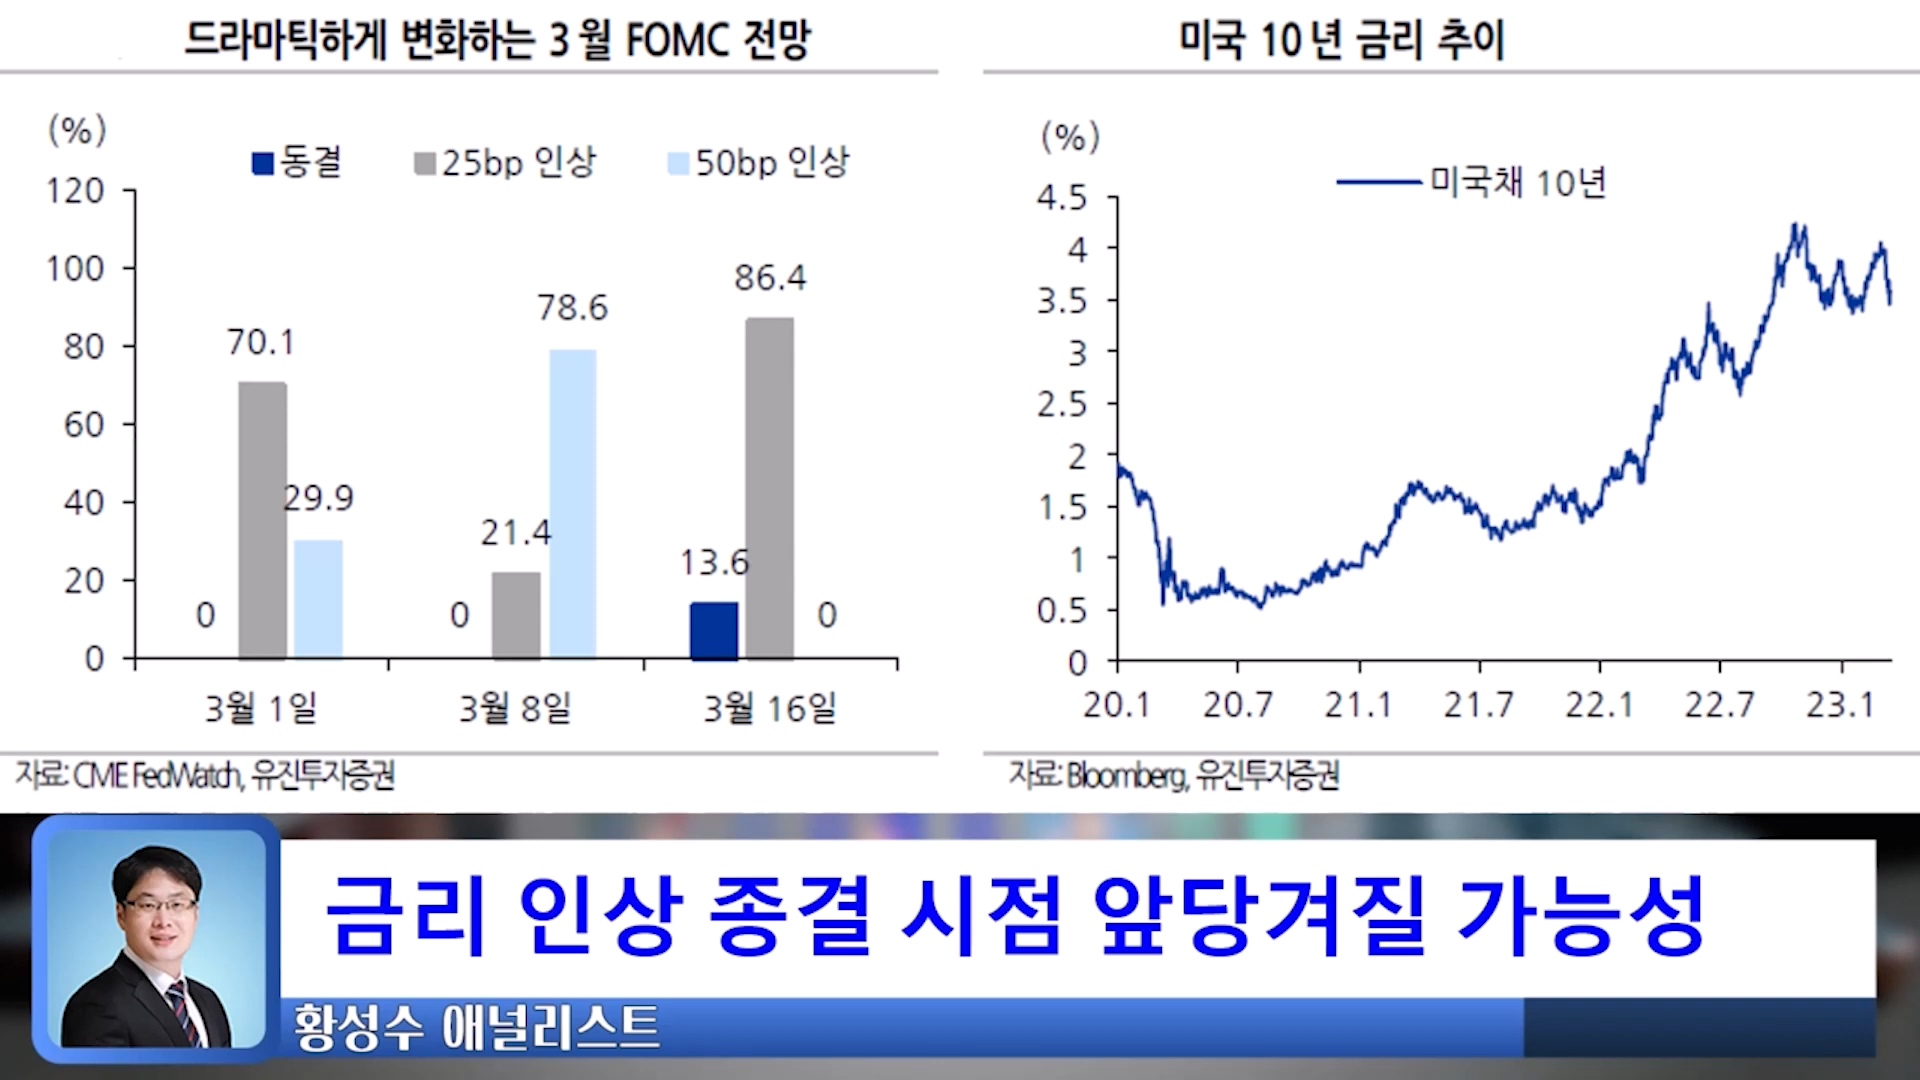 드라마틱하게 변화하는 3월 FOMC 전망
(%)
동결 25bp 인상 50bp 인상
120
100
80
60
40
20
0
0 70.1 29.9
0 21.4 78.6
13.6 86.4 0
3월 1일 3월 8일 3월 16일
자료: CME FedWatch, 유진투자증권
미국 10년 금리 추이
(%)
미국채 10년
4.5
4
3.5
3
2.5
2
1.5
1
0.5
0
20.1 20.7 21.1 21.7 22.1 22.7 23.1
자료: Bloomberg, 유진투자증권
금리 인상 종결 시점 앞당겨질 가능성
황성수 애널리스트